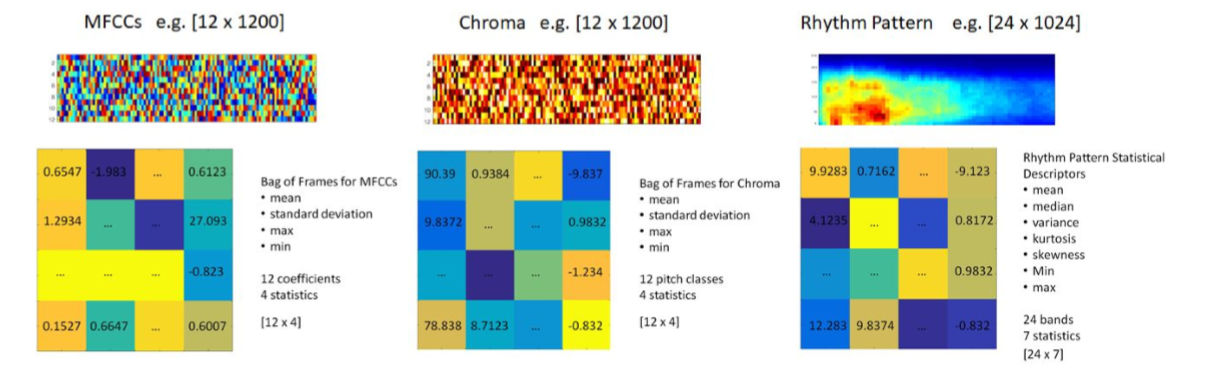 MFCCs e.g. [12 x 1200]
0.6547 -1.983 ... 0.6123
1.2934 ... ... 27.093
... ... ... -0.823
0.1527 0.6647 ... 0.6007
Bag of Frames for MFCCs
• mean
• standard deviation
• max
• min
12 coefficients
4 statistics
[12 x 4]
Chroma e.g. [12 x 1200]
90.39 0.9384 ... -9.837
9.8372 ... ... 0.9832
... ... ... -1.234
78.838 8.7123 ... -0.832
Bag of Frames for Chroma
• mean
• standard deviation
• max
• min
12 pitch classes
4 statistics
[12 x 4]
Rhythm Pattern e.g. [24 x 1024]
9.9283 0.7162 ... -9.123
4.1235 ... ... 0.8172
... ... ... 0.9832
12.283 9.8374 ... -0.832
Rhythm Pattern Statistical
Descriptors
• mean
• median
• variance
• kurtosis
• skewness
• Min
• max
24 bands
7 statistics
[24 x 7]